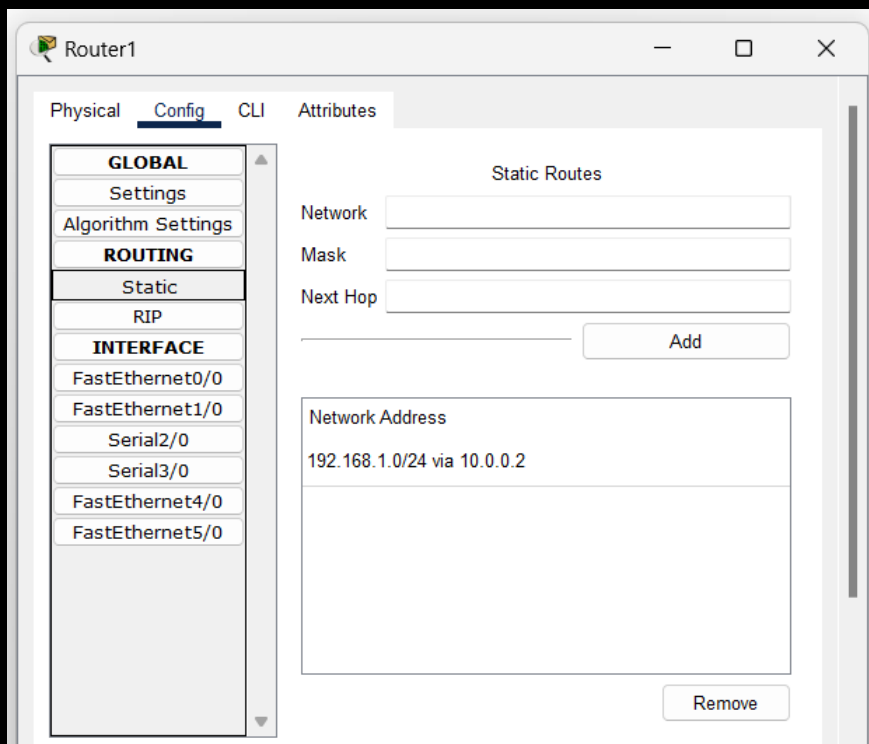 Router1
Physical Config CLI Attributes
GLOBAL
Settings
Algorithm Settings
ROUTING
Static
RIP
INTERFACE
FastEthernet0/0
FastEthernet1/0
Serial2/0
Serial3/0
FastEthernet4/0
FastEthernet5/0
Static Routes
Network
Mask
Next Hop
Add
Network Address
192.168.1.0/24 via 10.0.0.2
Remove